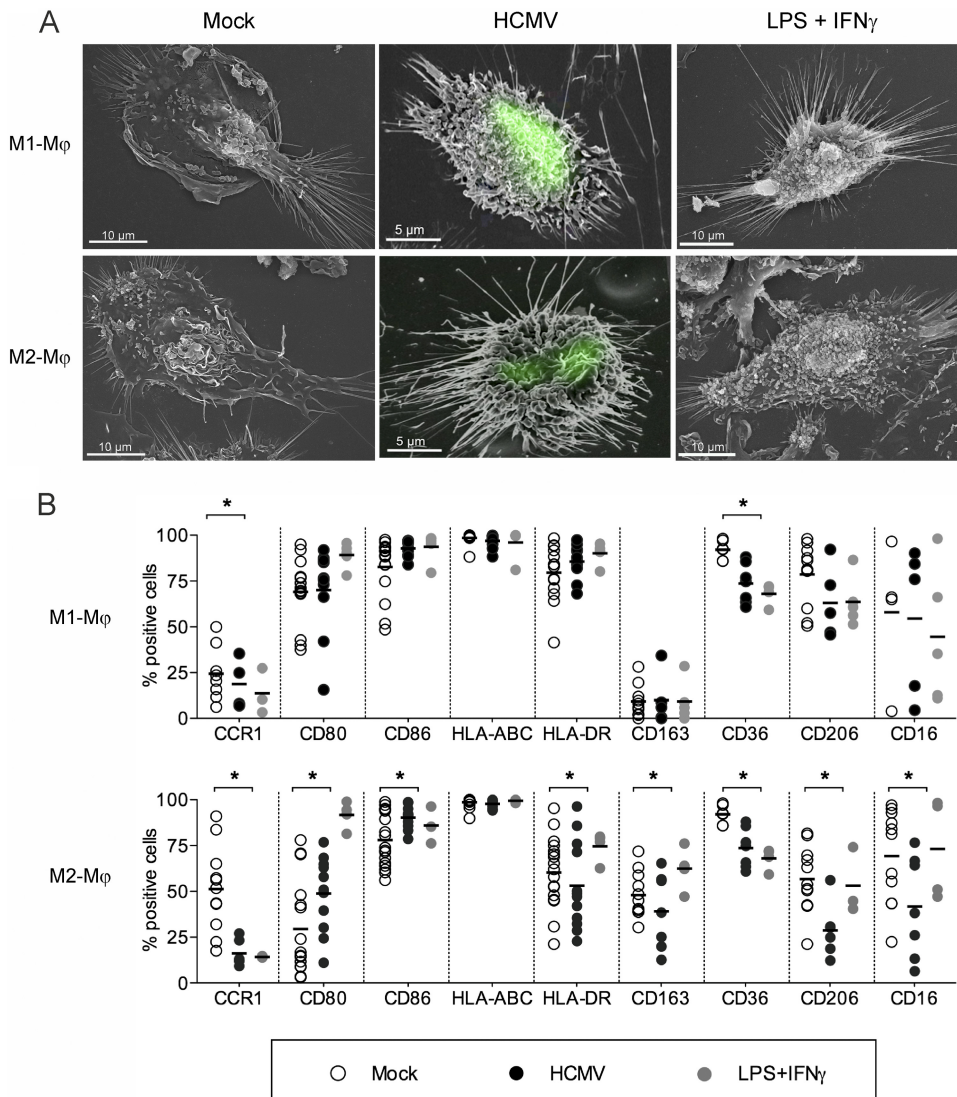 A
Mock HCMV LPS + IFNγ
M1-Mφ
10 µm 5 µm 10 µm
M2-Mφ
10 µm 5 µm 10 µm
B
* *
M1-Mφ
% positive cells
100
75
50
25
0
CCR1 CD80 CD86 HLA-ABC HLA-DR CD163 CD36 CD206 CD16
* * * * * * * *
M2-Mφ
% positive cells
100
75
50
25
0
CCR1 CD80 CD86 HLA-ABC HLA-DR CD163 CD36 CD206 CD16
Mock HCMV LPS+IFNγ